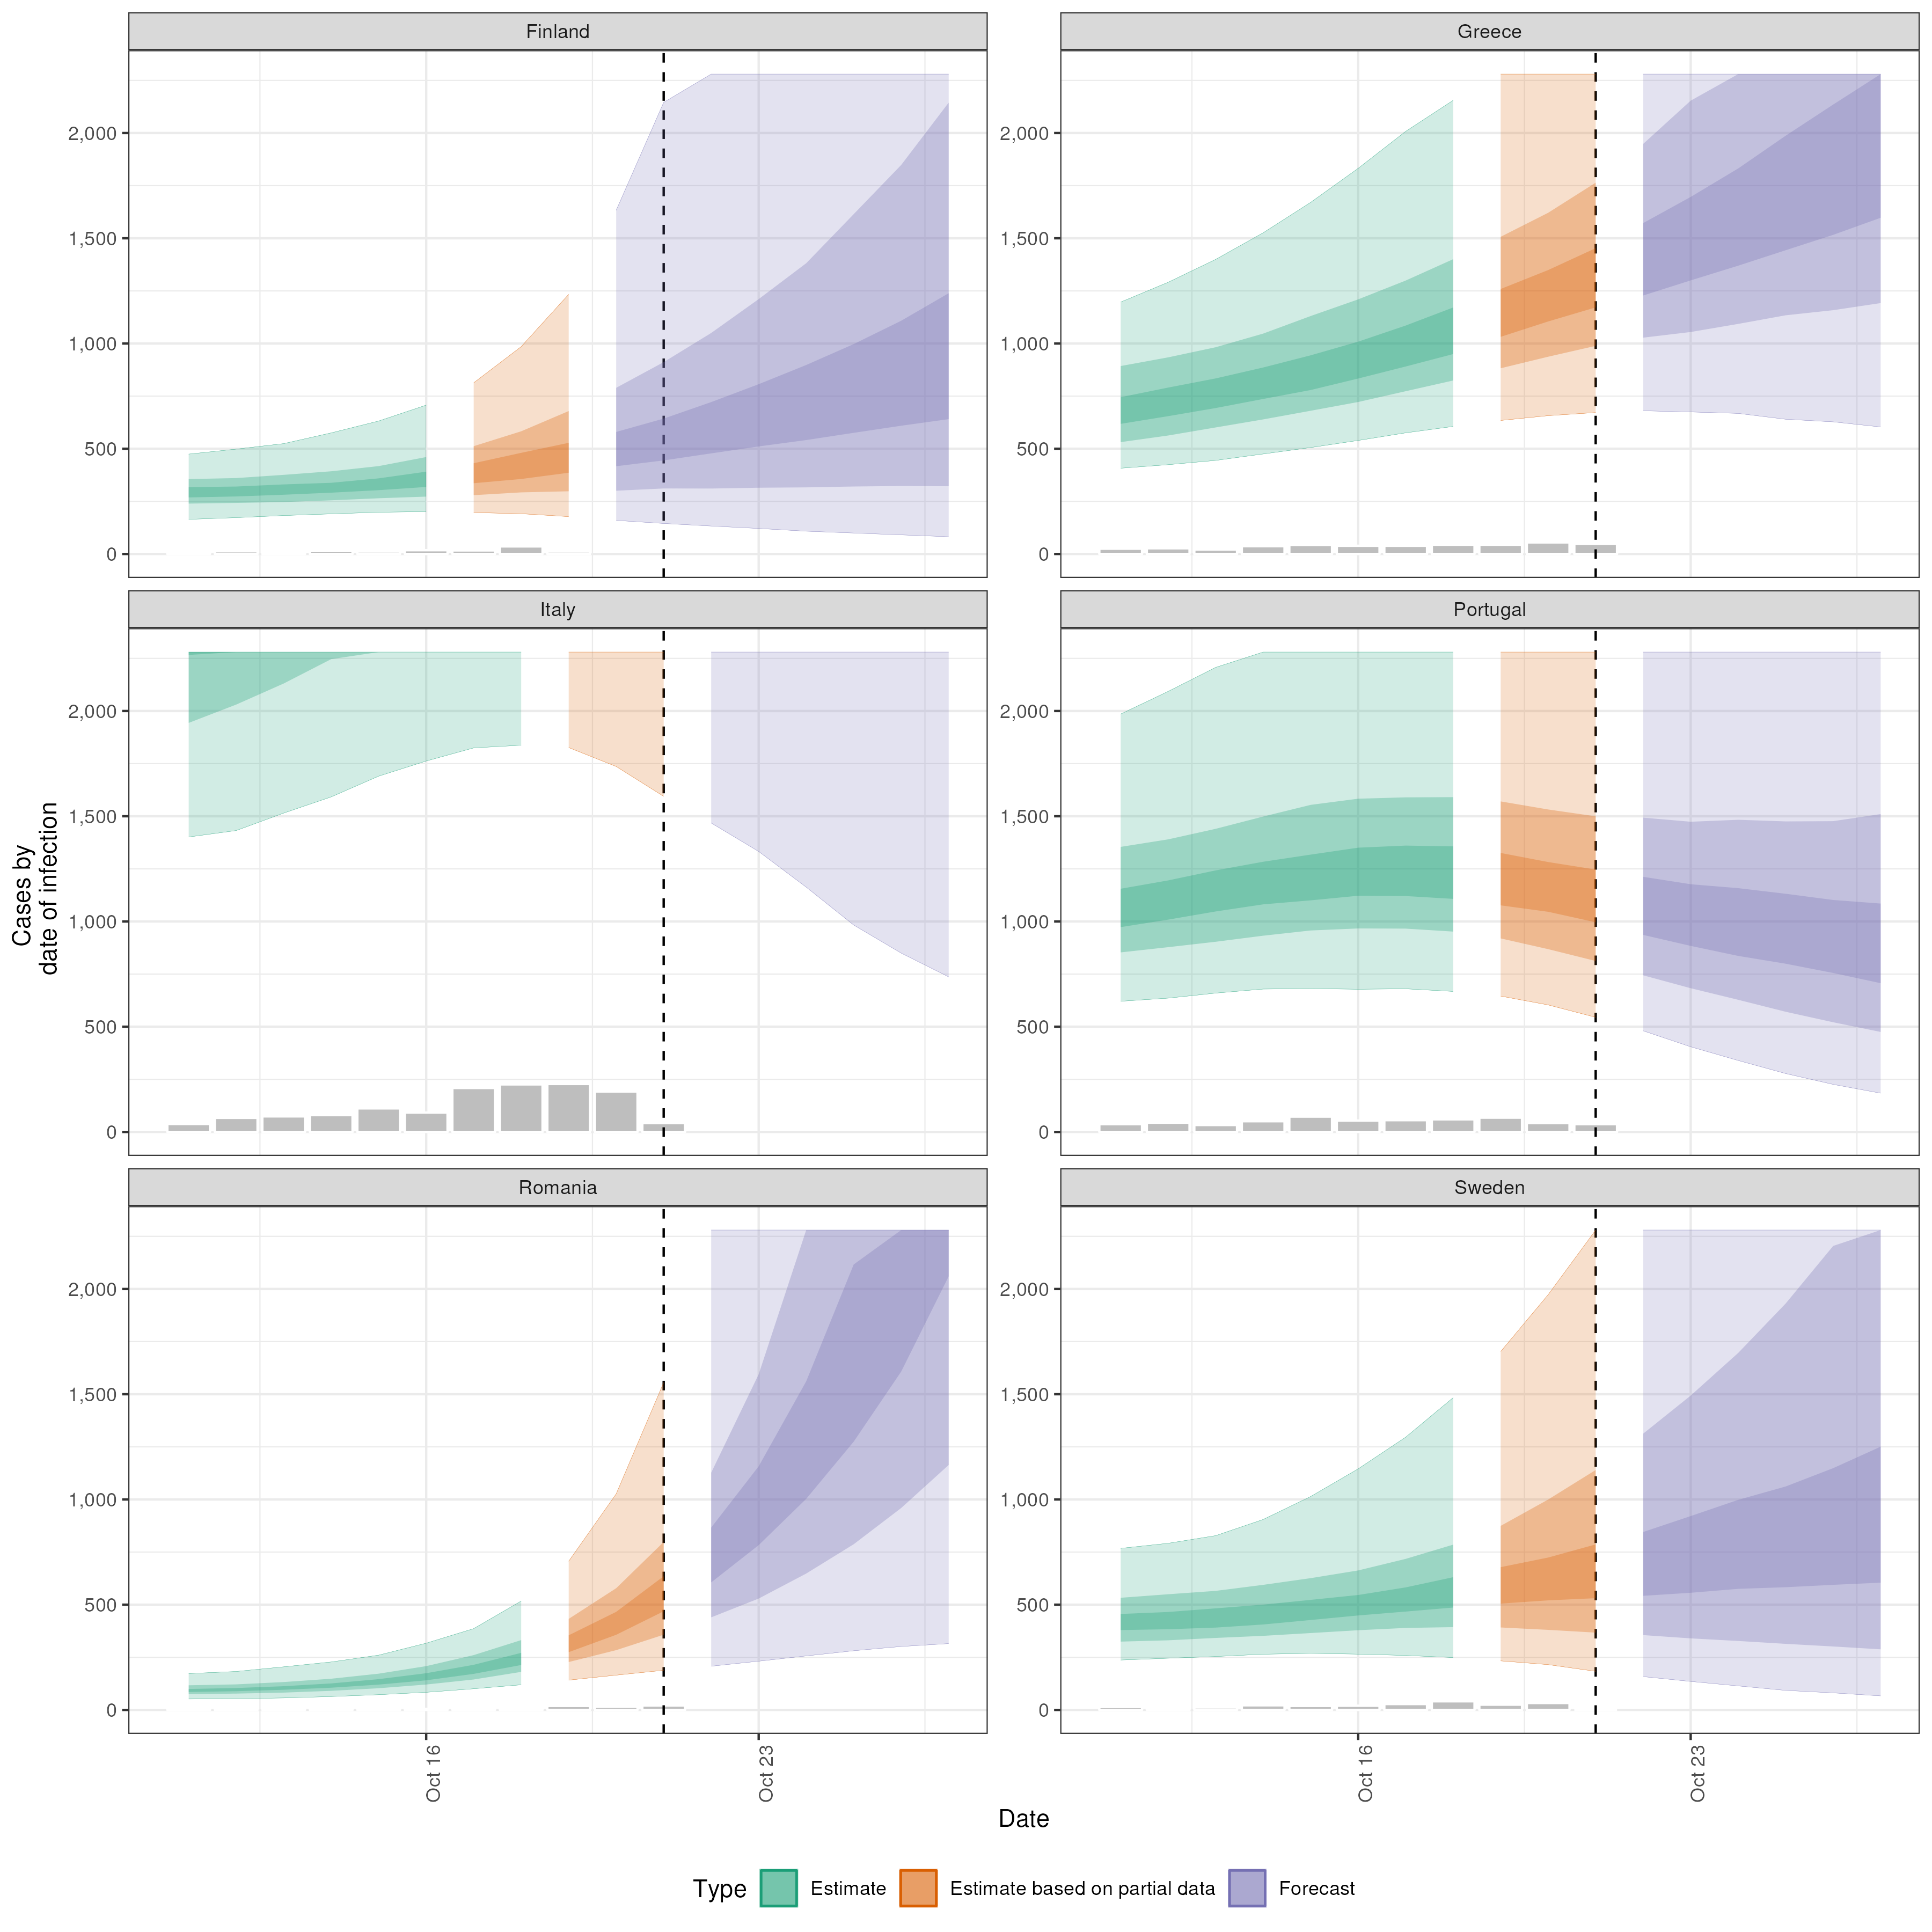 Finland
Greece
2,000
1,500
1,000
500
0
2,000
1,500
1,000
500
0
Italy
Portugal
2,000
1,500
1,000
500
0
2,000
1,500
1,000
500
0
Cases by
date of infection
Romania
Sweden
2,000
1,500
1,000
500
0
2,000
1,500
1,000
500
0
Oct 16
Oct 23
Oct 16
Oct 23
Date
Type
Estimate
Estimate based on partial data
Forecast